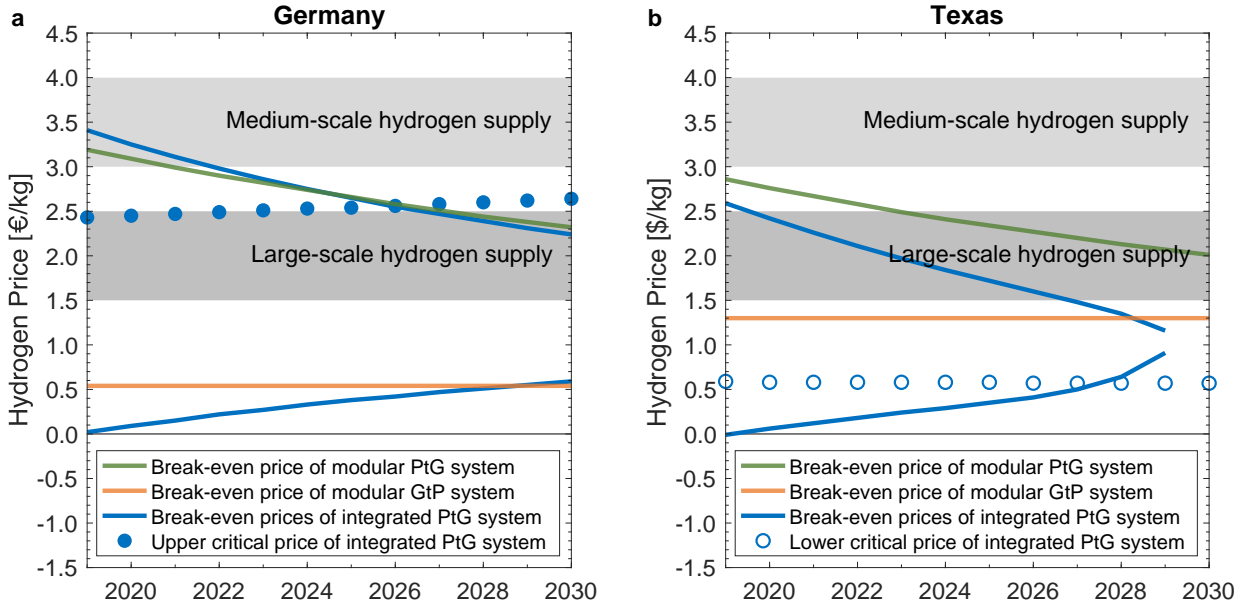 a
Germany
Hydrogen Price [€/kg]
4.5
4.0
3.5
3.0
2.5
2.0
1.5
1.0
0.5
0.0
-0.5
-1.0
-1.5
Medium-scale hydrogen supply
Large-scale hydrogen supply
Break-even price of modular PtG system
Break-even price of modular GtP system
Break-even prices of integrated PtG system
Upper critical price of integrated PtG system
2020
2022
2024
2026
2028
2030
b
Texas
Hydrogen Price [$/kg]
4.5
4.0
3.5
3.0
2.5
2.0
1.5
1.0
0.5
0.0
-0.5
-1.0
-1.5
Medium-scale hydrogen supply
Large-scale hydrogen supply
Break-even price of modular PtG system
Break-even price of modular GtP system
Break-even prices of integrated PtG system
Lower critical price of integrated PtG system
2020
2022
2024
2026
2028
2030